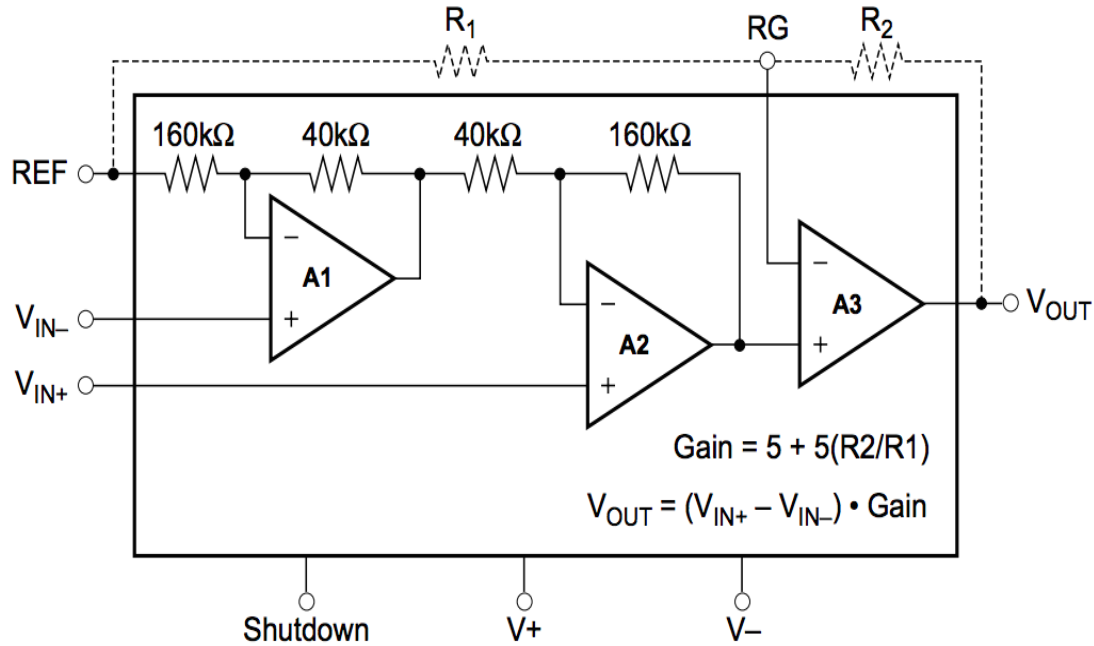 R1
RG
R2
160kΩ
40kΩ
40kΩ
160kΩ
REF
–
A1
+
–
A2
+
–
A3
+
VIN–
VIN+
VOUT
Gain = 5 + 5(R2/R1)
VOUT = (VIN+ – VIN–) • Gain
Shutdown
V+
V–